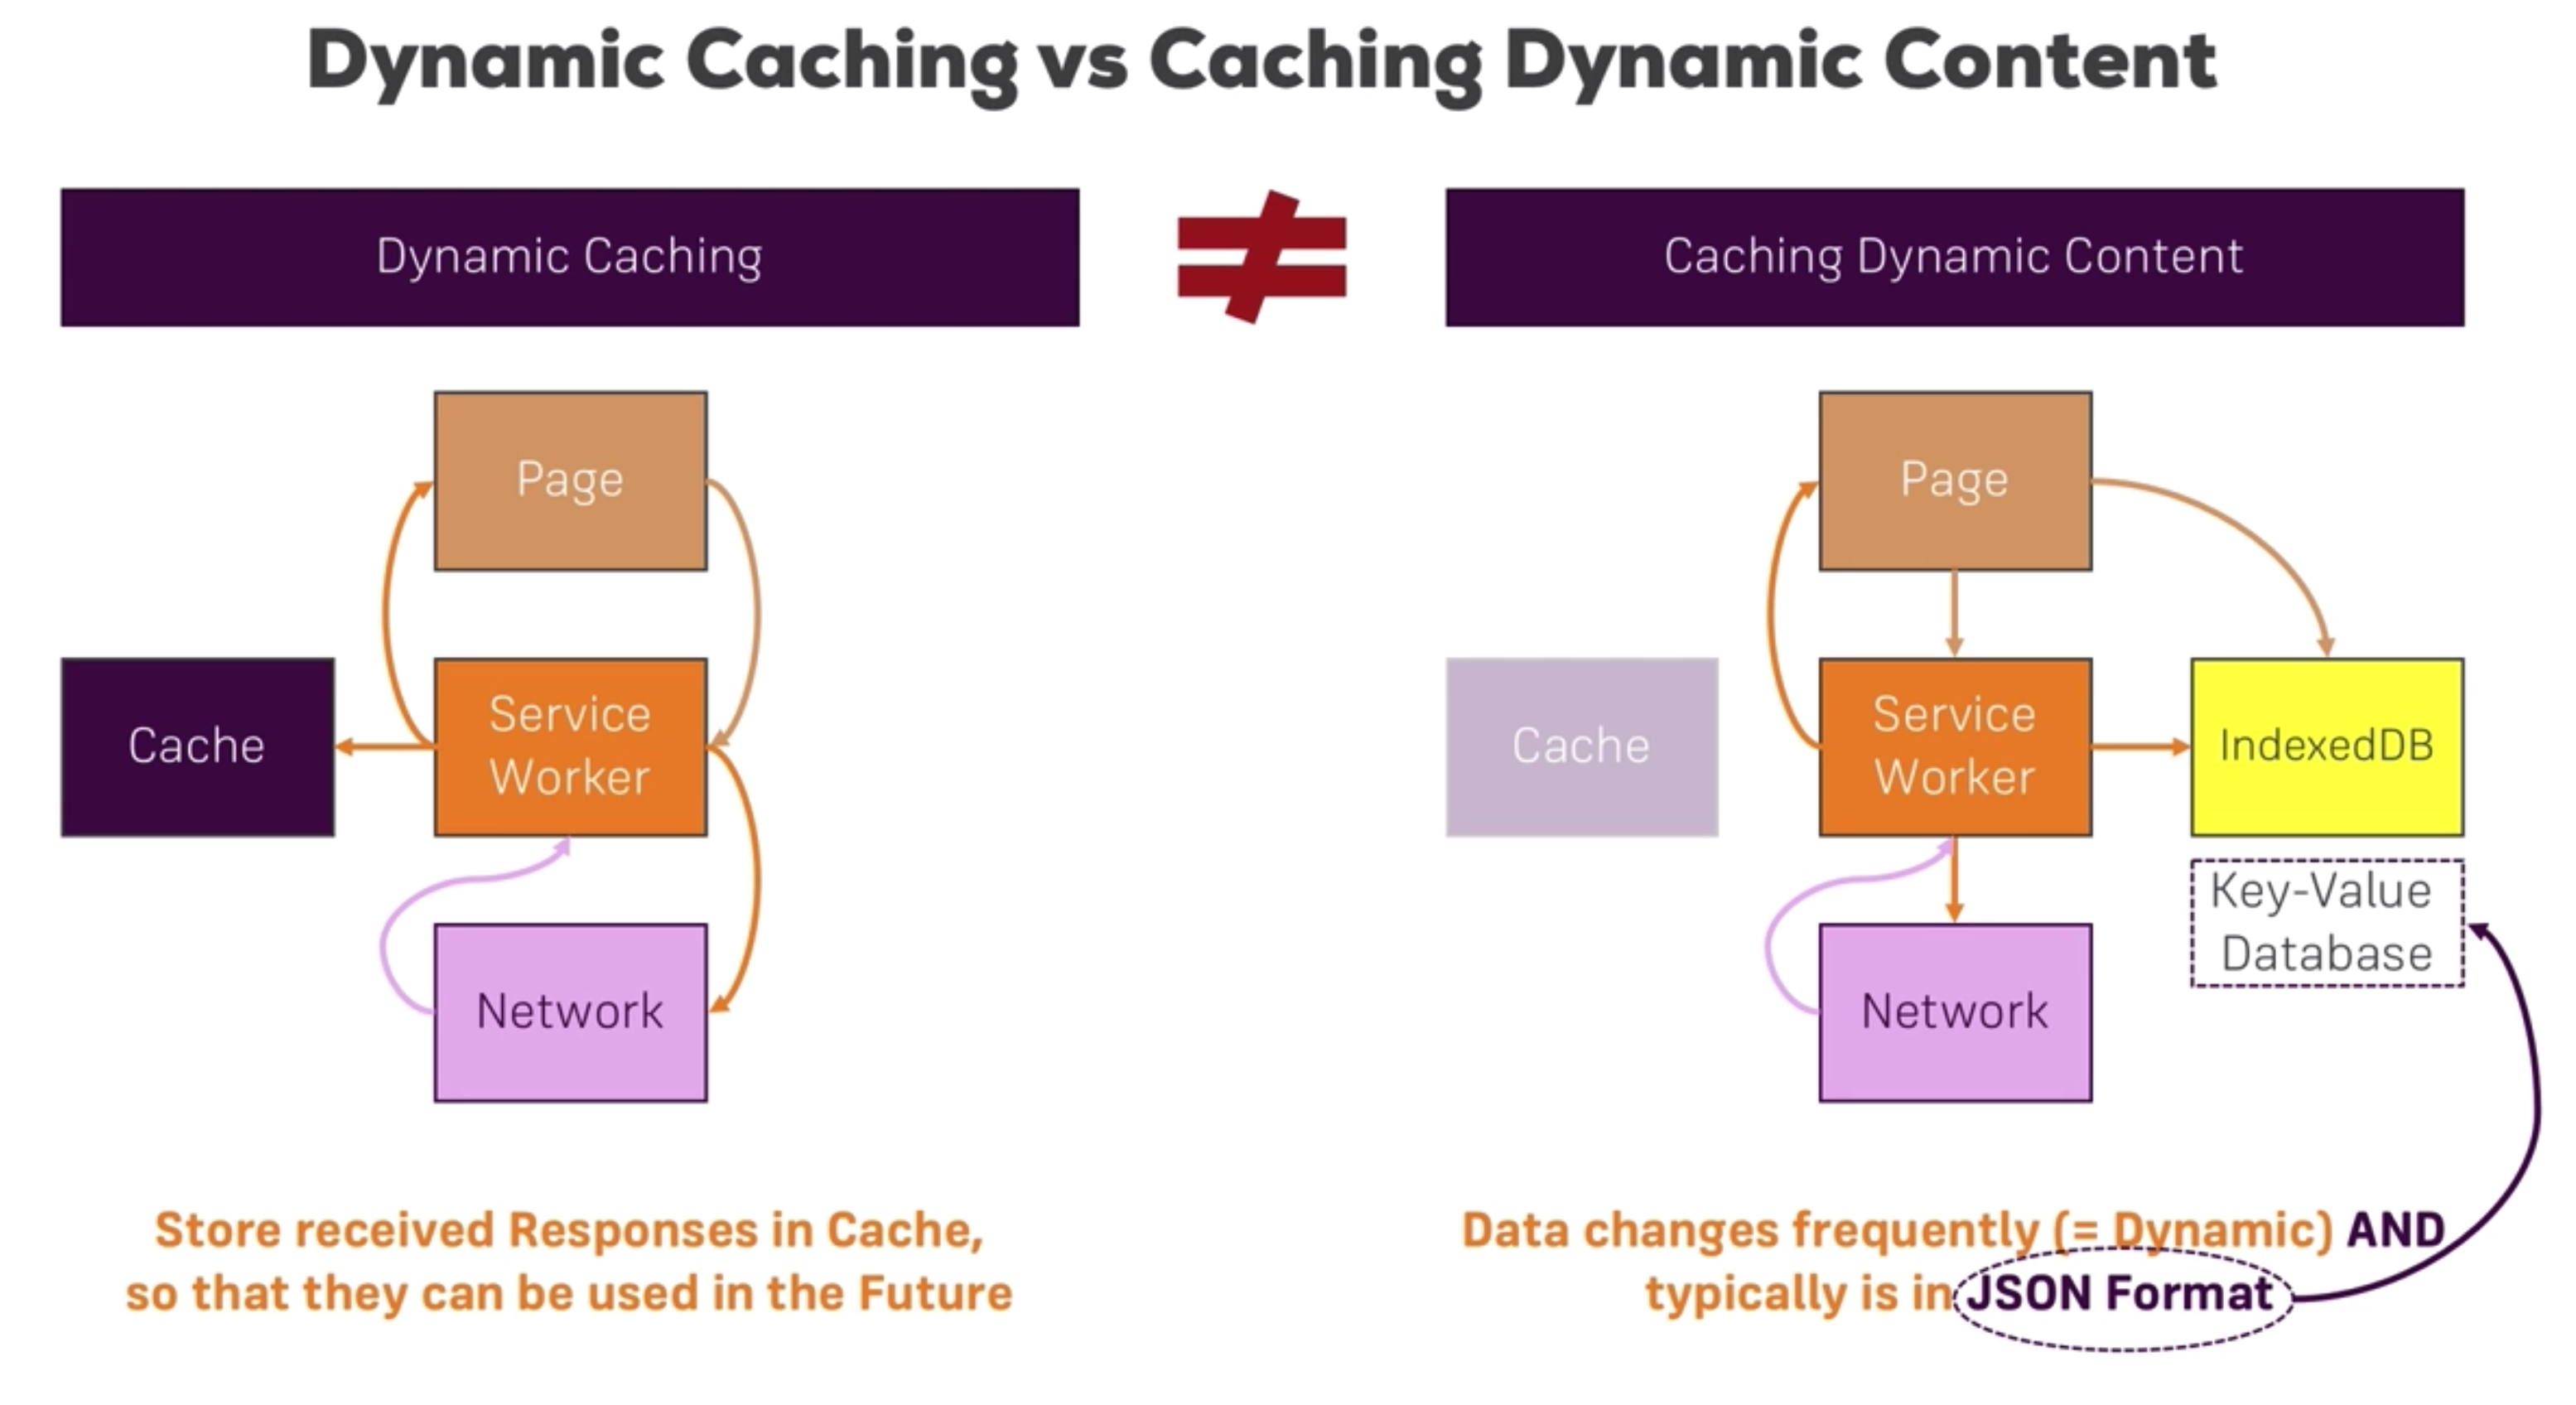 Dynamic Caching vs Caching Dynamic Content
Dynamic Caching
Caching Dynamic Content
Page
Cache
Service
Worker
Network
Store received Responses in Cache,
so that they can be used in the Future
Page
Cache
Service
Worker
IndexedDB
Key-Value
Database
Network
Data changes frequently (= Dynamic) AND
typically is in JSON Format